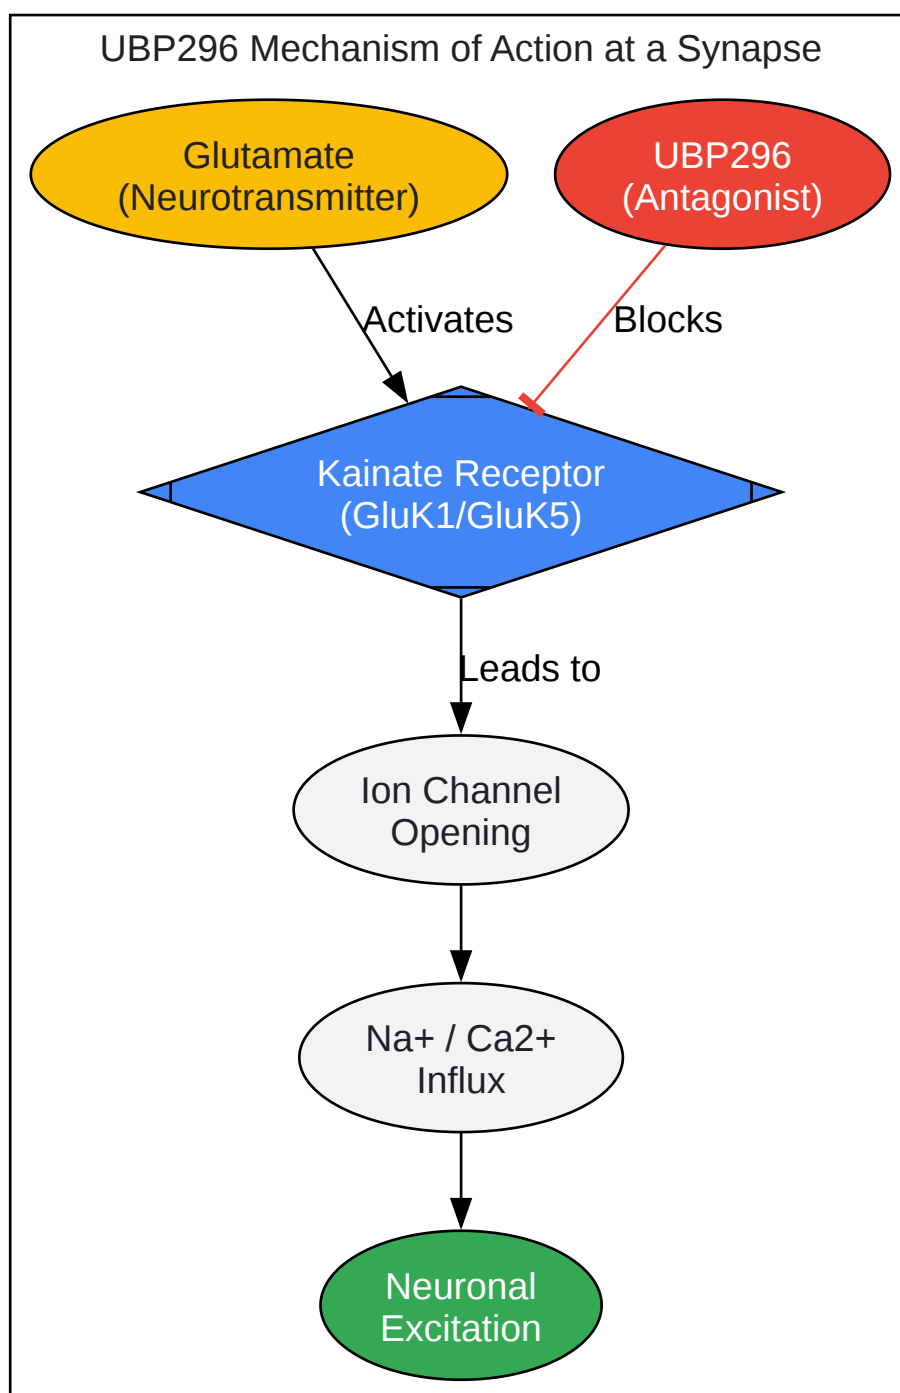 UBP296 Mechanism of Action at a Synapse
Glutamate
(Neurotransmitter)
UBP296
(Antagonist)
Activates
Blocks
Kainate Receptor
(GluK1/GluK5)
Leads to
Ion Channel
Opening
Na+ / Ca2+
Influx
Neuronal
Excitation